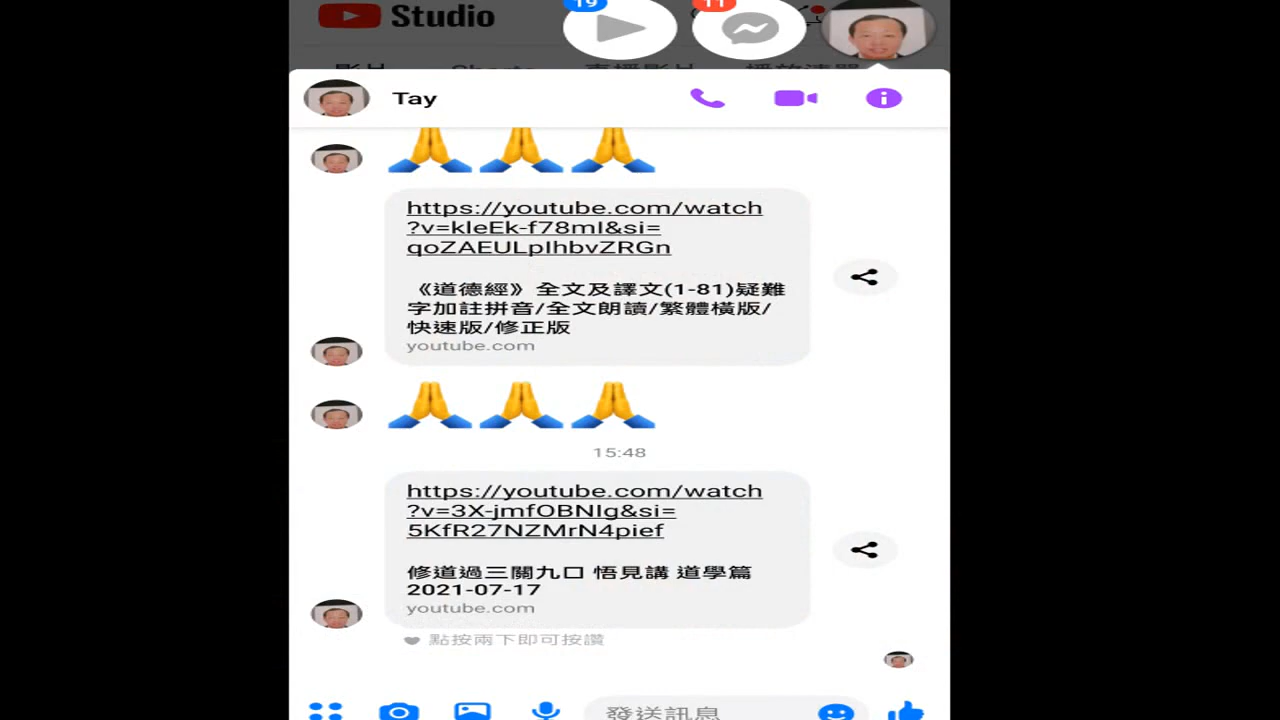 Studio
19
11
Tay
https://youtube.com/watch
?v=kleEk-f78mI&si=
qoZAEULpIhbvZRGn
《道德經》全文及譯文(1-81)疑難
字加註拼音/全文朗讀/繁體橫版/
快速版/修正版
youtube.com
15:48
https://youtube.com/watch
?v=3X-jmfOBNIg&si=
5KfR27NZMrN4pief
修道過三關九口 悟見講 道學篇
2021-07-17
youtube.com
點按兩下即可按讚
發送訊息